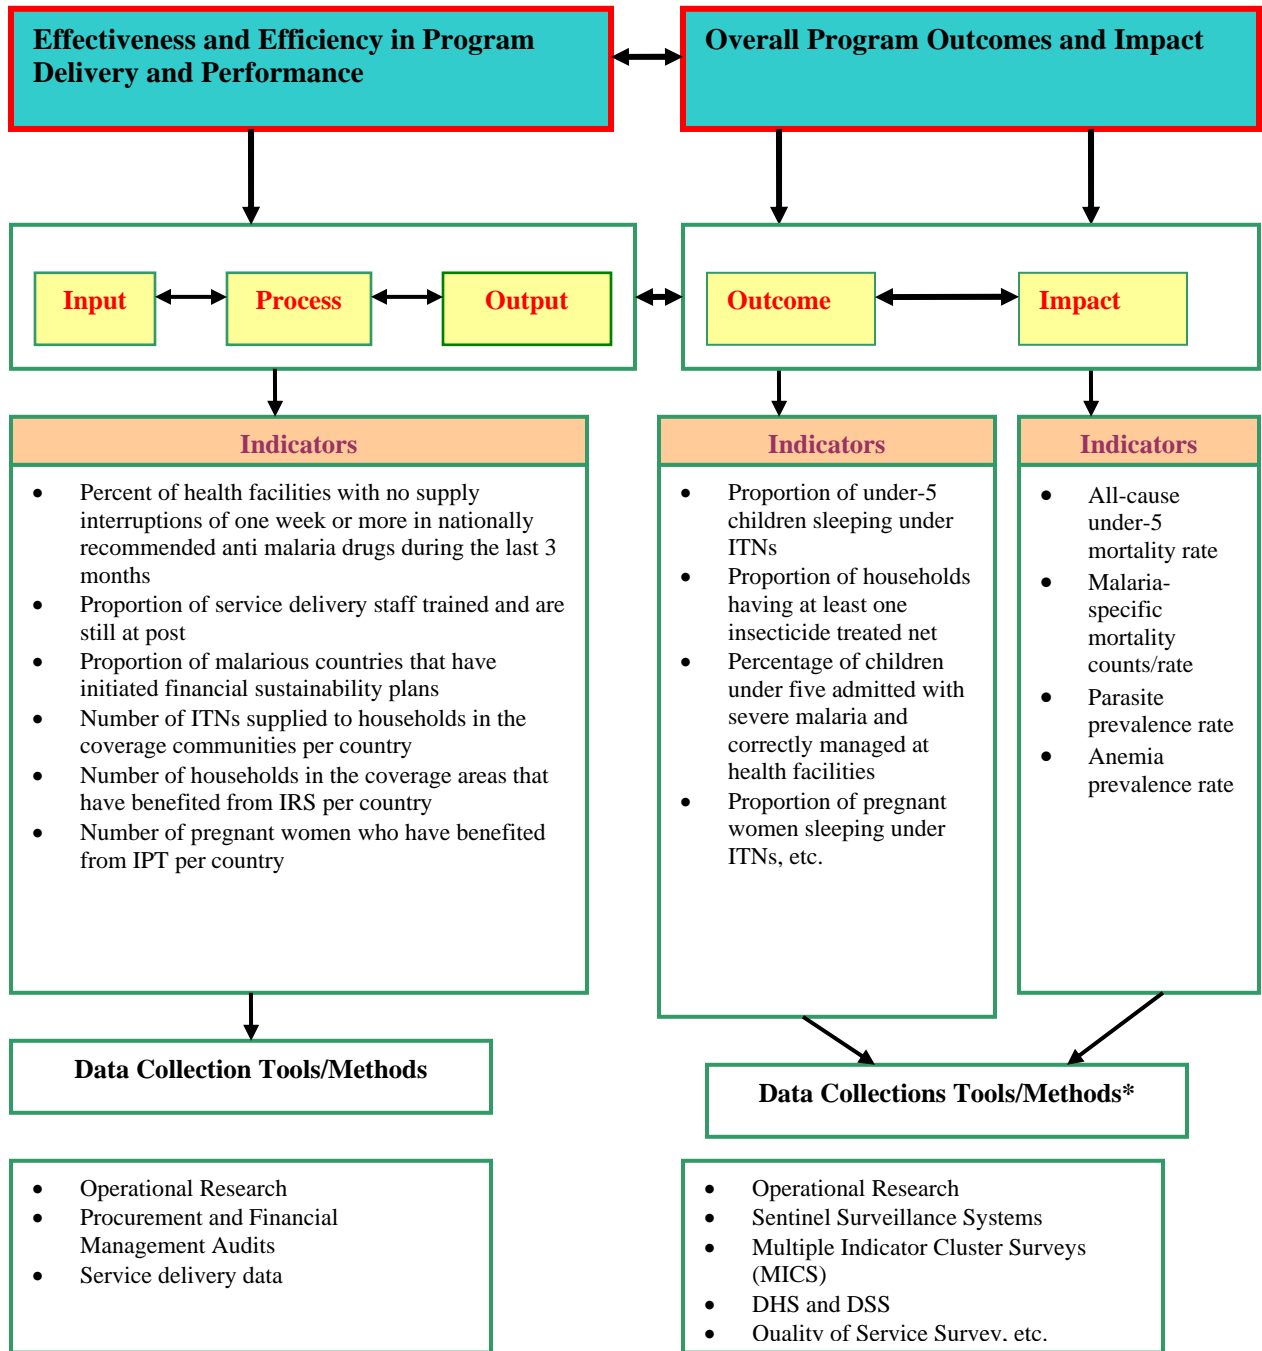 Effectiveness and Efficiency in Program
Delivery and Performance
Overall Program Outcomes and Impact
Input
Process
Output
Outcome
Impact
Indicators
• Percent of health facilities with no supply
interruptions of one week or more in nationally
recommended anti malaria drugs during the last 3
months
• Proportion of service delivery staff trained and are
still at post
• Proportion of malarious countries that have
initiated financial sustainability plans
• Number of ITNs supplied to households in the
coverage communities per country
• Number of households in the coverage areas that
have benefited from IRS per country
• Number of pregnant women who have benefited
from IPT per country
Indicators
• Proportion of under-5
children sleeping under
ITNs
• Proportion of households
having at least one
insecticide treated net
• Percentage of children
under five admitted with
severe malaria and
correctly managed at
health facilities
• Proportion of pregnant
women sleeping under
ITNs, etc.
Indicators
• All-cause
under-5
mortality rate
• Malaria-
specific
mortality
counts/rate
• Parasite
prevalence rate
• Anemia
prevalence rate
Data Collection Tools/Methods
Data Collections Tools/Methods*
• Operational Research
• Procurement and Financial
Management Audits
• Service delivery data
• Operational Research
• Sentinel Surveillance Systems
• Multiple Indicator Cluster Surveys
(MICS)
• DHS and DSS
• Quality of Service Survey, etc.